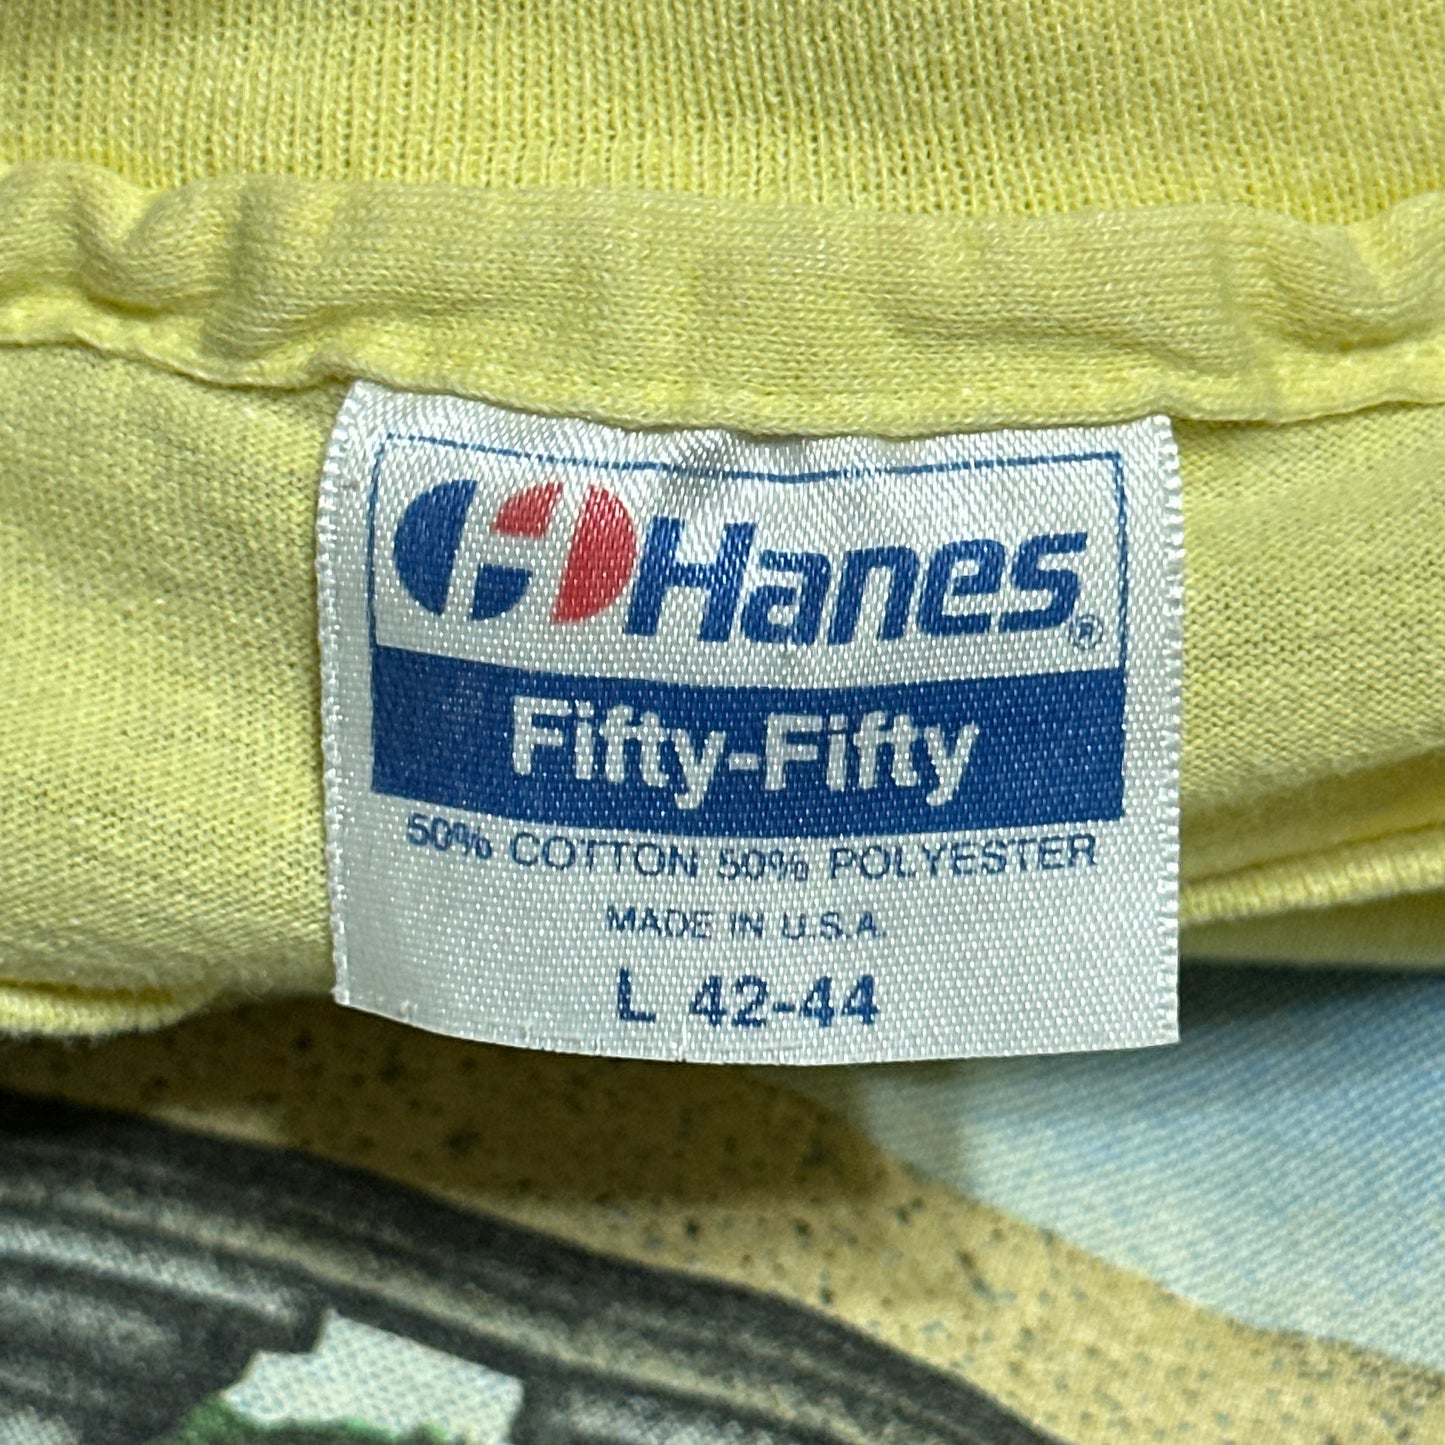 Hanes®
Fifty-Fifty
50% COTTON 50% POLYESTER
MADE IN U.S.A.
L 42-44